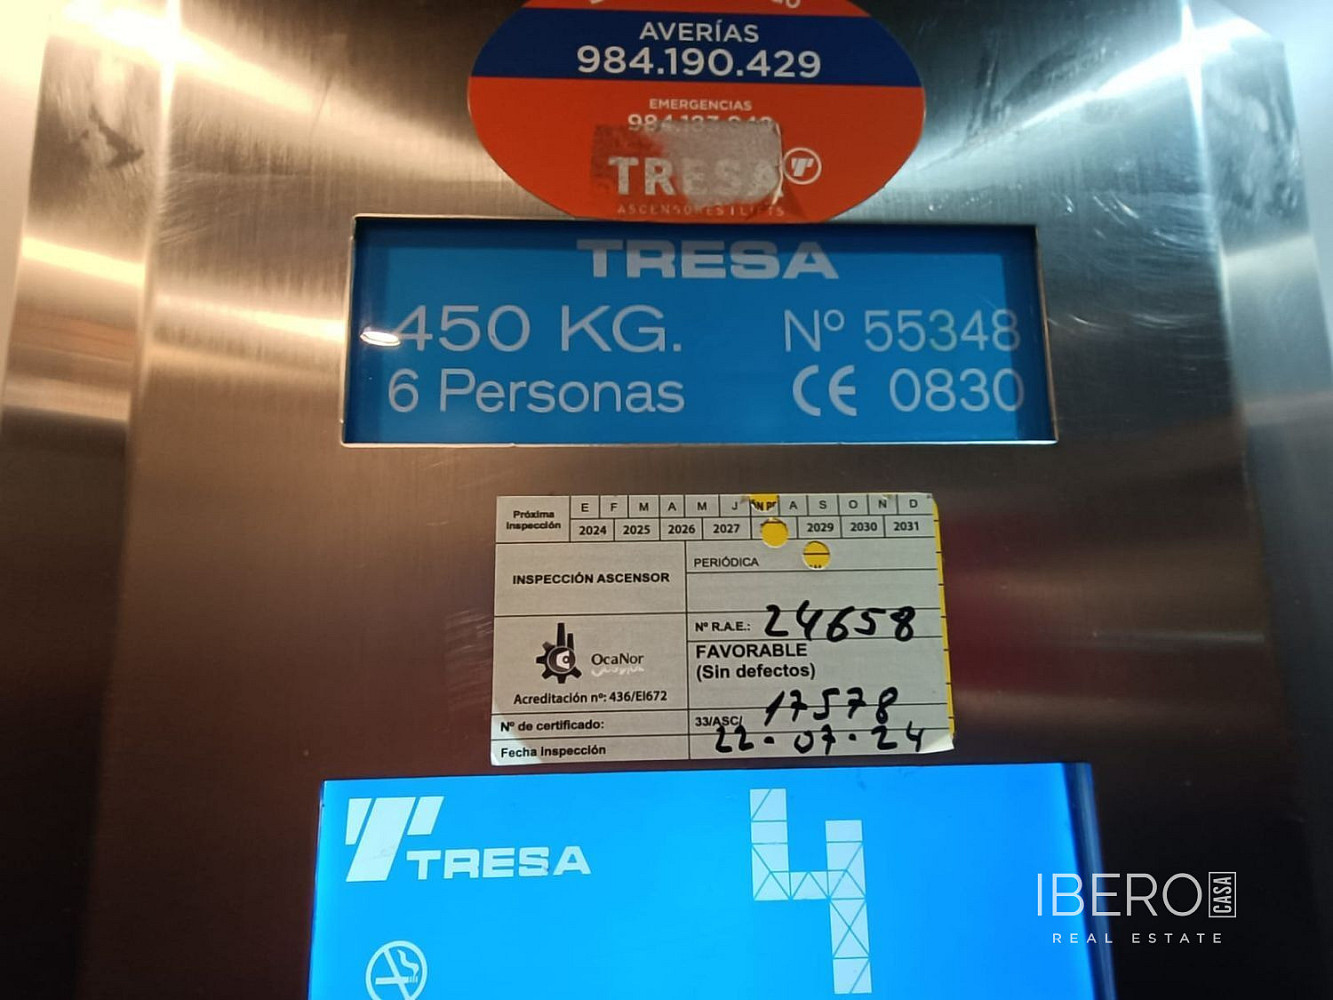 AVERÍAS
984.190.429
EMERGENCIAS
TRESA
ASCENSORES | LIFTS
TRESA
450 KG. Nº 55348
6 Personas CE 0830
Próxima Inspección E F M A M J A S O N D
2024 2025 2026 2027 2029 2030 2031
INSPECCIÓN ASCENSOR
PERIÓDICA
Nº R.A.E.: 24658
OcaNor
FAVORABLE
(Sin defectos)
Acreditación nº: 436/EI672
Nº de certificado: 33/ASC/ 17578
Fecha Inspección 22-07-24
TRESA
4
IBERO CASA
REAL ESTATE